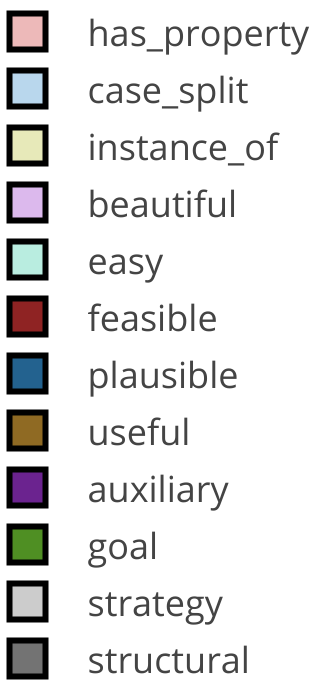 has_property
case_split
instance_of
beautiful
easy
feasible
plausible
useful
auxiliary
goal
strategy
structural